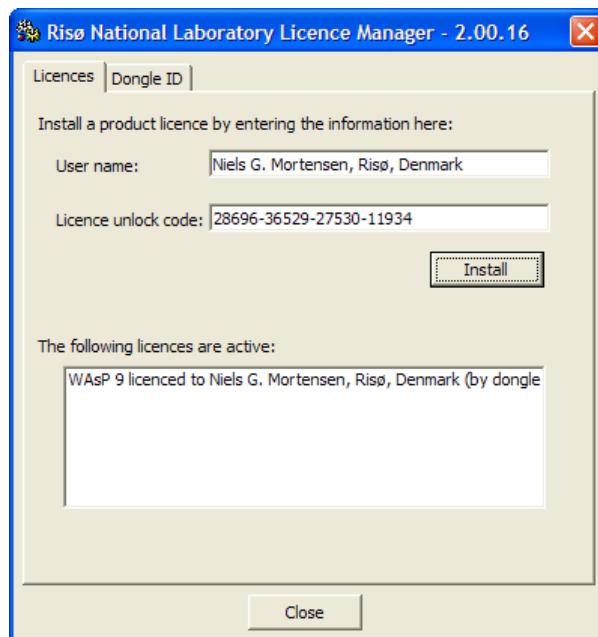 Risø National Laboratory Licence Manager - 2.00.16
Licences Dongle ID
Install a product licence by entering the information here:
User name: Niels G. Mortensen, Risø, Denmark
Licence unlock code: 28696-36529-27530-11934
Install
The following licences are active:
WAsP 9 licenced to Niels G. Mortensen, Risø, Denmark (by dongle
Close